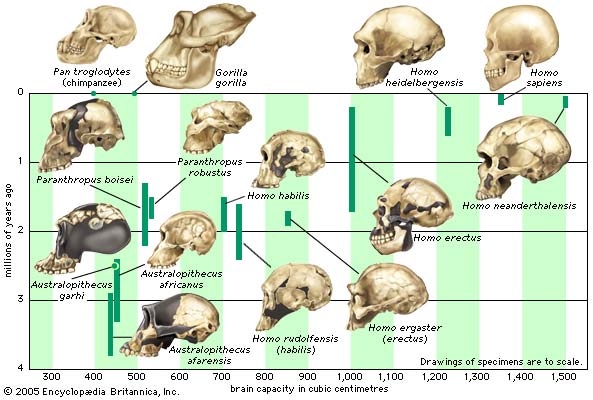 Pan troglodytes
(chimpanzee)
Gorilla
gorilla
Homo
heidelbergensis
Homo
sapiens
0
Paranthropus boisei
Paranthropus
robustus
Homo habilis
Homo neanderthalensis
1
Homo erectus
2
Australopithecus
garhi
Australopithecus
africanus
Homo rudolfensis
(habilis)
Homo ergaster
(erectus)
3
Australopithecus
afarensis
Drawings of specimens are to scale.
4
millions of years ago
300 400 500 600 700 800 900 1,000 1,100 1,200 1,300 1,400 1,500
brain capacity in cubic centimetres
© 2005 Encyclopædia Britannica, Inc.